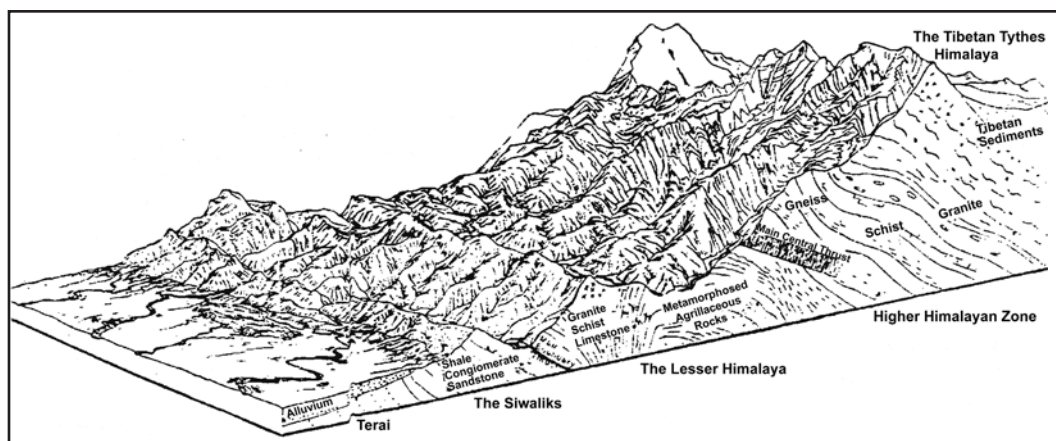 The Tibetan Tythes
Himalaya
Tibetan
Sediments
Gneiss
Granite
Schist
Main Central Thrust
Higher Himalayan Zone
Granite
Schist
Limestone
Metamorphosed
Agrillaceous
Rocks
The Lesser Himalaya
Shale
Conglomerate
Sandstone
The Siwaliks
Alluvium
Terai